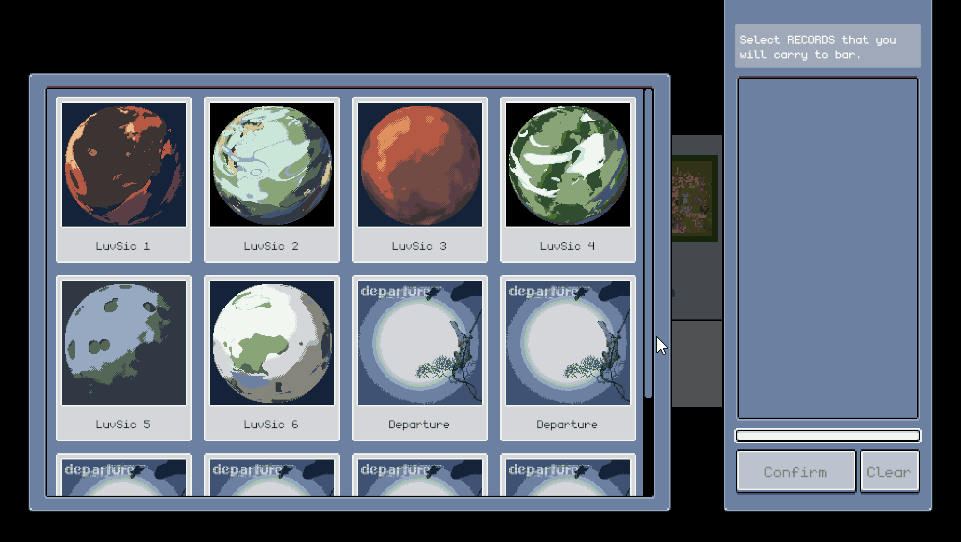 Select RECORDS that you
will carry to bar.
LuvSic 1
LuvSic 2
LuvSic 3
LuvSic 4
departure
departure
LuvSic 5
LuvSic 6
Departure
Departure
departure
departure
departure
departure
Confirm
Clear